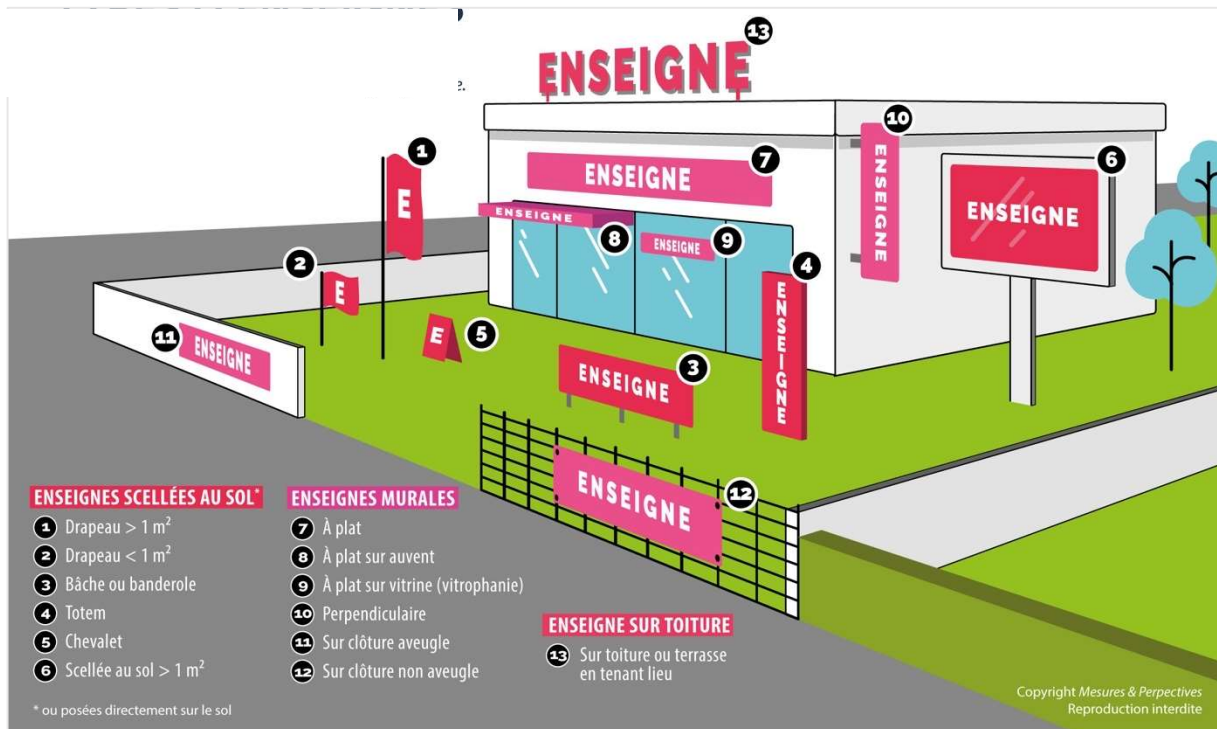 e.
ENSEIGNE
13
1
E
2
E
11
ENSEIGNE
E
5
ENSEIGNE
7
ENSEIGNE
8
ENSEIGNE
9
10
ENSEIGNE
6
ENSEIGNE
4
ENSEIGNE
3
ENSEIGNE
12
ENSEIGNE
ENSEIGNES SCELLÉES AU SOL*
1 Drapeau > 1 m²
2 Drapeau < 1 m²
3 Bâche ou banderole
4 Totem
5 Chevalet
6 Scellée au sol > 1 m²
* ou posées directement sur le sol
ENSEIGNES MURALES
7 À plat
8 À plat sur auvent
9 À plat sur vitrine (vitrophanie)
10 Perpendiculaire
11 Sur clôture aveugle
12 Sur clôture non aveugle
ENSEIGNE SUR TOITURE
13 Sur toiture ou terrasse
en tenant lieu
Copyright Mesures & Perpectives
Reproduction interdite